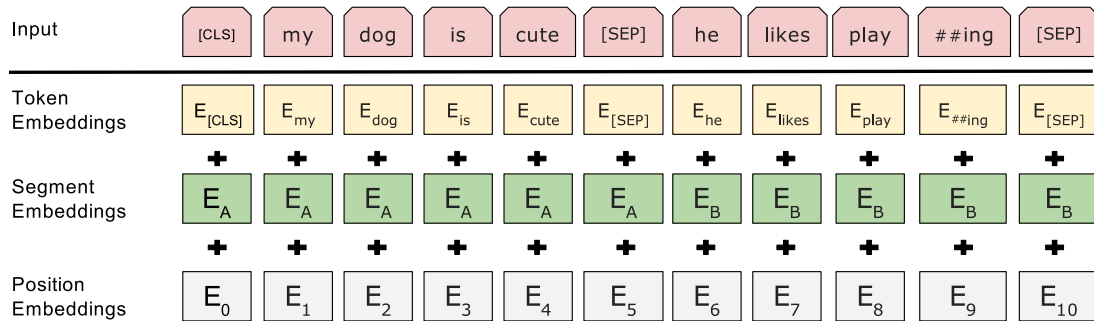 Input [CLS] my dog is cute [SEP] he likes play ##ing [SEP]
Token Embeddings E[CLS] Emy Edog Eis Ecute E[SEP] Ehe Elikes Eplay E##ing E[SEP]
+ + + + + + + + + + +
Segment Embeddings EA EA EA EA EA EA EB EB EB EB EB
+ + + + + + + + + + +
Position Embeddings E0 E1 E2 E3 E4 E5 E6 E7 E8 E9 E10